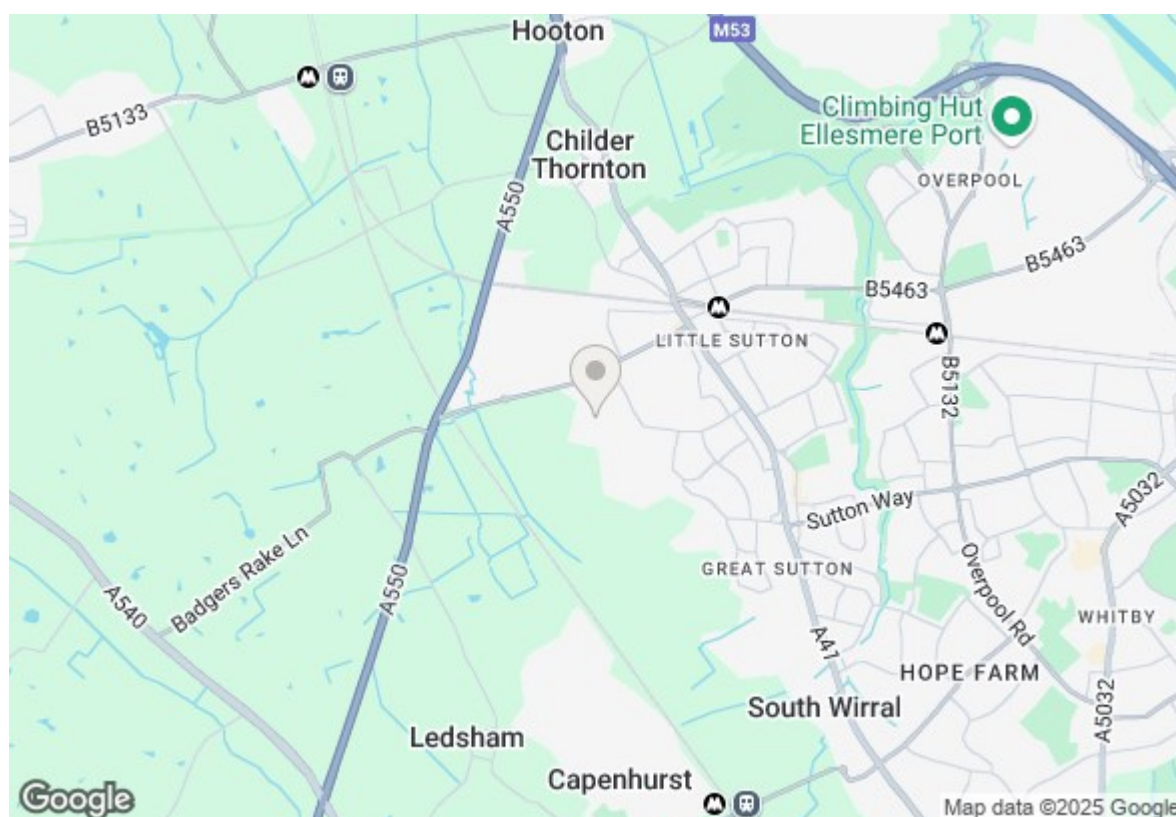 Hooton
M53
B5133
Climbing Hut
Ellesmere Port
Childer
Thornton
OVERPOOL
A550
B5463
B5463
LITTLE SUTTON
B5132
A5032
Sutton Way
Badgers Rake Ln
A550
GREAT SUTTON
Overpool Rd
A540
WHITBY
A41
HOPE FARM
A5032
South Wirral
Ledsham
Capenhurst
Google
Map data ©2025 Google